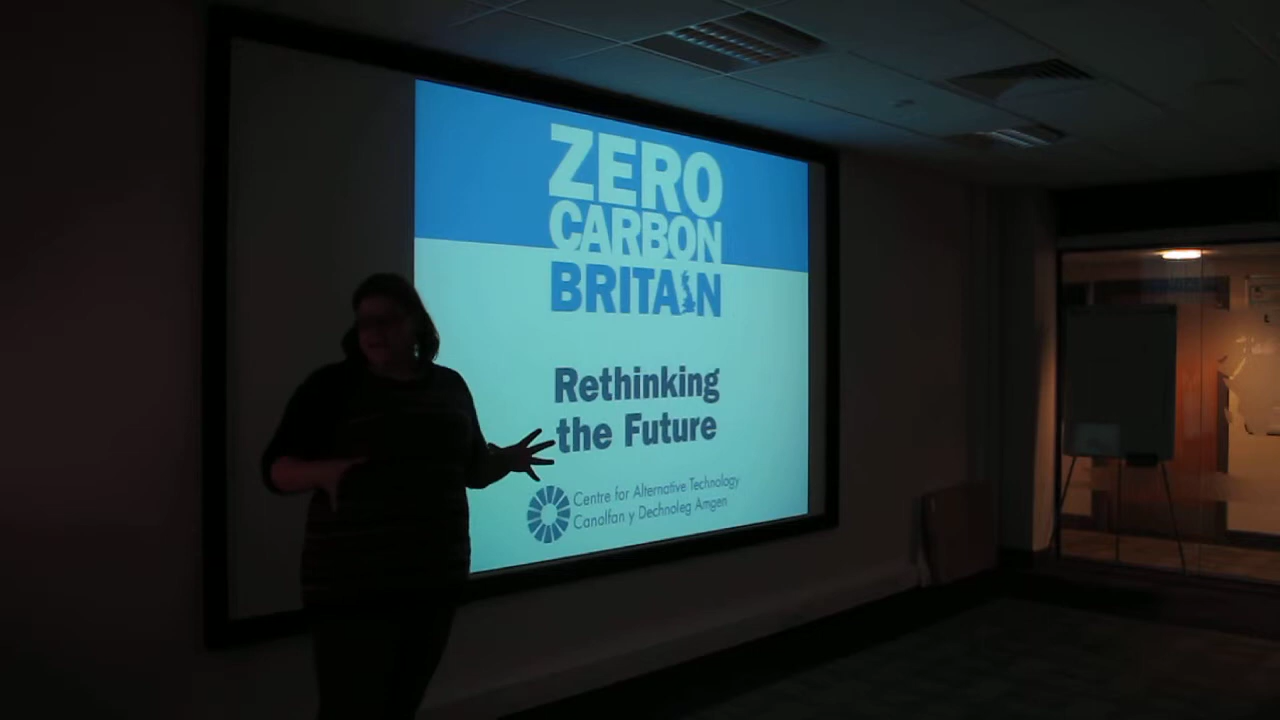 ZERO
CARBON
BRITAIN
Rethinking
the Future
Centre for Alternative Technology
Canolfan y Dechnoleg Amgen